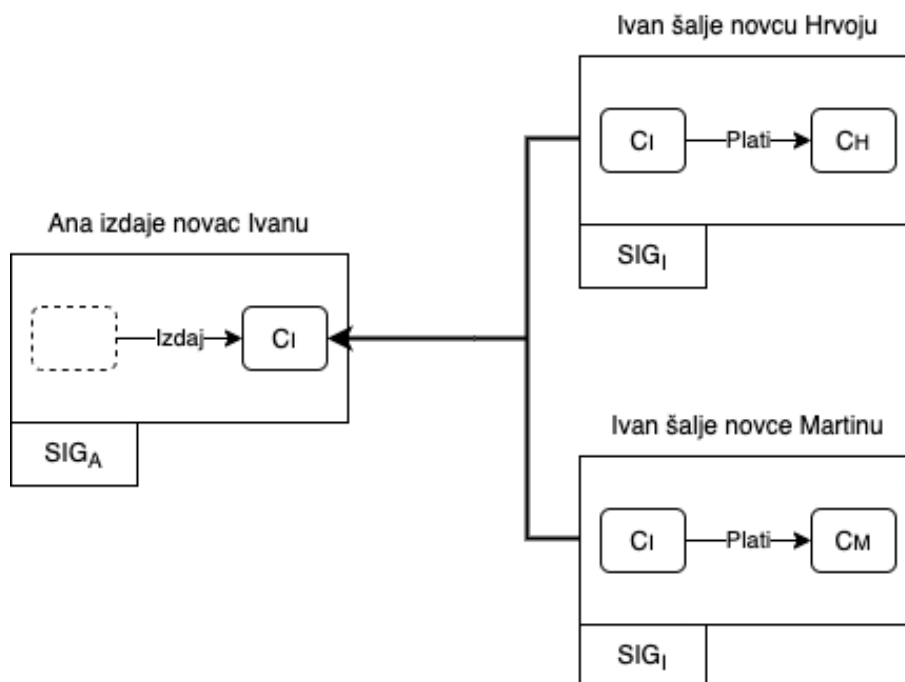 Ivan šalje novcu Hrvoju
CI
Plati
CH
SIGI
Ana izdaje novac Ivanu
Izdaj
CI
SIGA
Ivan šalje novce Martinu
CI
Plati
CM
SIGI